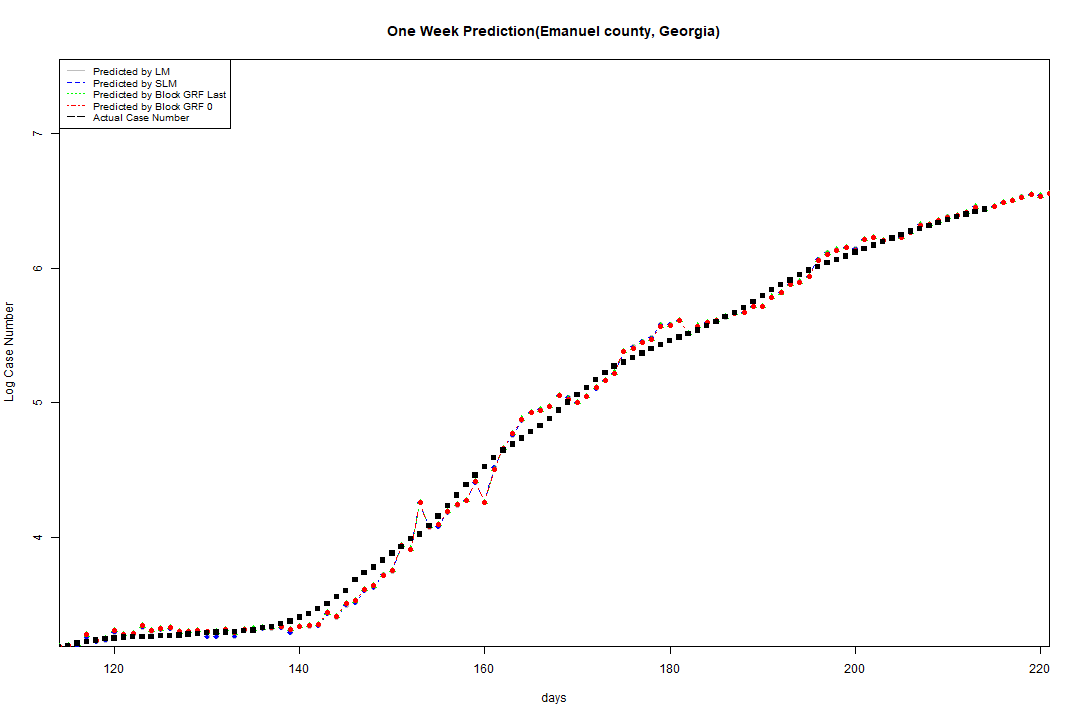 One Week Prediction(Emanuel county, Georgia)
Predicted by LM
Predicted by SLM
Predicted by Block GRF Last
Predicted by Block GRF 0
Actual Case Number
7
6
5
4
Log Case Number
120 140 160 180 200 220
days